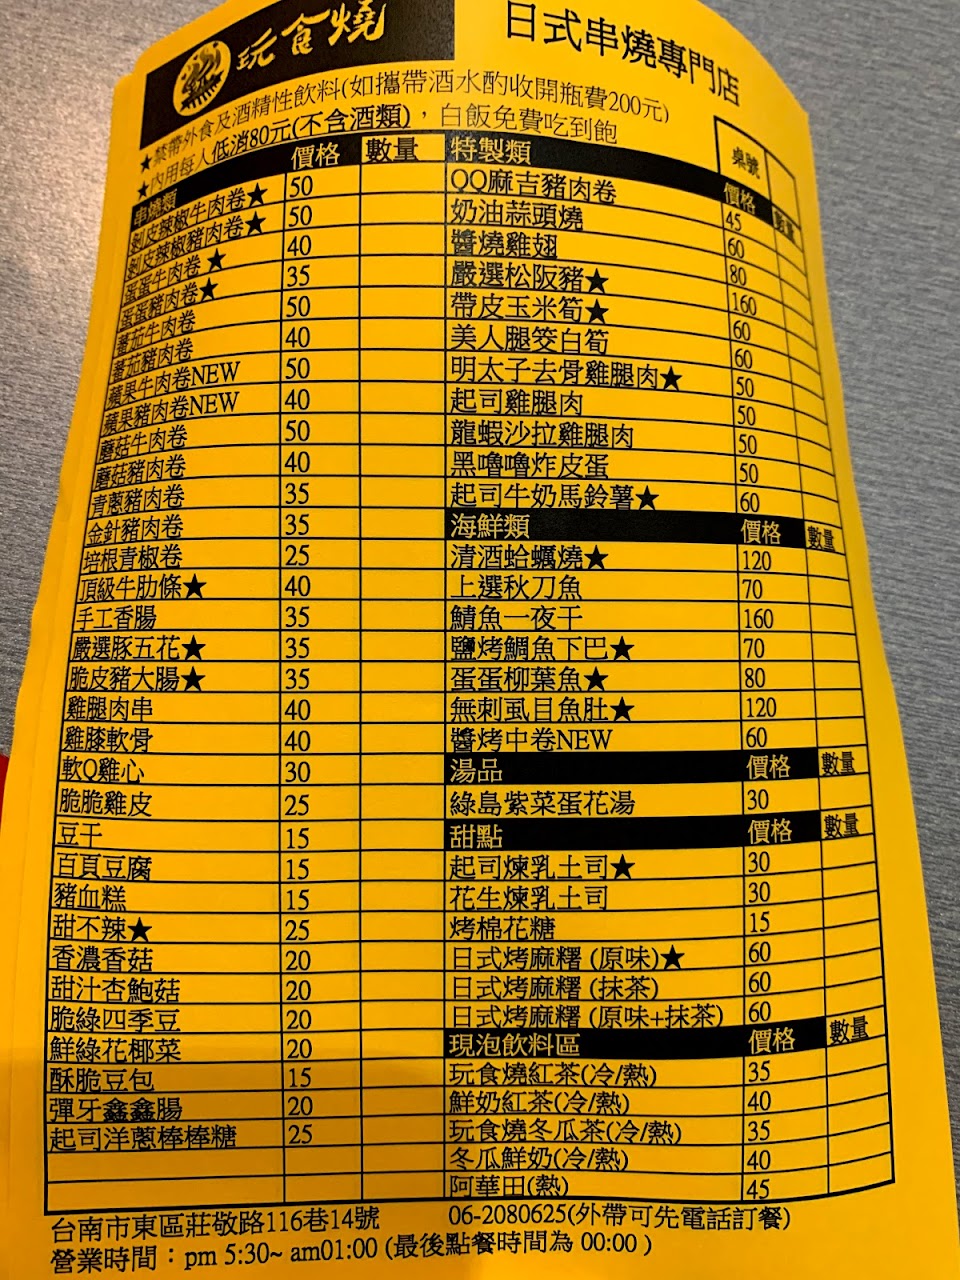 玩食燒
日式串燒專門店
★禁帶外食及酒精性飲料(如攜帶酒水酌收開瓶費200元)
★內用每人低消80元(不含酒類)，白飯免費吃到飽
桌號
串燒類 價格 數量
剝皮辣椒牛肉卷★ 50
剝皮辣椒豬肉卷★ 50
蛋蛋牛肉卷★ 40
蛋蛋豬肉卷★ 35
蕃茄牛肉卷 50
蕃茄豬肉卷 40
蘋果牛肉卷NEW 50
蘋果豬肉卷NEW 40
蘑菇牛肉卷 50
蘑菇豬肉卷 40
青蔥豬肉卷 35
金針豬肉卷 35
培根青椒卷 25
頂級牛肋條★ 40
手工香腸 35
嚴選豚五花★ 35
脆皮豬大腸★ 35
雞腿肉串 40
雞膝軟骨 40
軟Q雞心 30
脆脆雞皮 25
豆干 15
百頁豆腐 15
豬血糕 15
甜不辣★ 25
香濃香菇 20
甜汁杏鮑菇 20
脆綠四季豆 20
鮮綠花椰菜 20
酥脆豆包 15
彈牙鑫鑫腸 20
起司洋蔥棒棒糖 25
特製類 價格 數量
QQ麻吉豬肉卷 45
奶油蒜頭燒 60
醬燒雞翅 80
嚴選松阪豬★ 160
帶皮玉米筍★ 60
美人腿筊白筍 60
明太子去骨雞腿肉★ 50
起司雞腿肉 50
龍蝦沙拉雞腿肉 50
黑嚕嚕炸皮蛋 50
起司牛奶馬鈴薯★ 60
海鮮類 價格 數量
清酒蛤蠣燒★ 120
上選秋刀魚 70
鯖魚一夜干 160
鹽烤鯛魚下巴★ 70
蛋蛋柳葉魚★ 80
無刺虱目魚肚★ 120
醬烤中卷NEW 60
湯品 價格 數量
綠島紫菜蛋花湯 30
甜點 價格 數量
起司煉乳土司★ 30
花生煉乳土司 30
烤棉花糖 15
日式烤麻糬 (原味)★ 60
日式烤麻糬 (抹茶) 60
日式烤麻糬 (原味+抹茶) 60
現泡飲料區 價格 數量
玩食燒紅茶(冷/熱) 35
鮮奶紅茶(冷/熱) 40
玩食燒冬瓜茶(冷/熱) 35
冬瓜鮮奶(冷/熱) 40
阿華田(熱) 45
台南市東區莊敬路116巷14號 06-2080625(外帶可先電話訂餐)
營業時間：pm 5:30~ am01:00 (最後點餐時間為 00:00 )